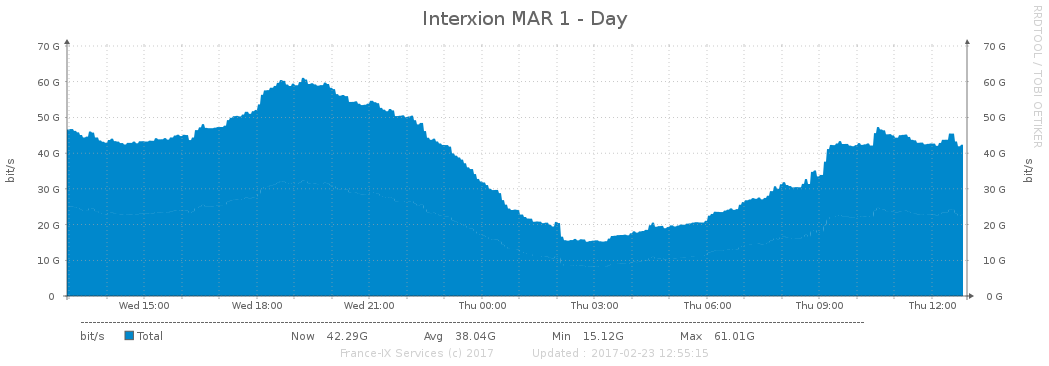 Interxion MAR 1 - Day
RRDTOOL / TOBI OETIKER
70 G 70 G
60 G 60 G
50 G 50 G
40 G 40 G
30 G 30 G
20 G 20 G
10 G 10 G
0 0 G
bit/s bit/s
Wed 15:00 Wed 18:00 Wed 21:00 Thu 00:00 Thu 03:00 Thu 06:00 Thu 09:00 Thu 12:00
bit/s Total Now 42.29G Avg 38.04G Min 15.12G Max 61.01G
France-IX Services (c) 2017 Updated : 2017-02-23 12:55:15